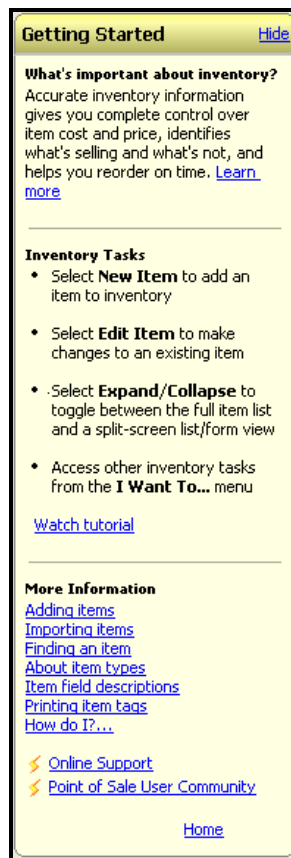 Getting Started Hide
What's important about inventory?
Accurate inventory information
gives you complete control over
item cost and price, identifies
what's selling and what's not, and
helps you reorder on time. Learn
more
Inventory Tasks
• Select New Item to add an
item to inventory
• Select Edit Item to make
changes to an existing item
• Select Expand/Collapse to
toggle between the full item list
and a split-screen list/form view
• Access other inventory tasks
from the I Want To... menu
Watch tutorial
More Information
Adding items
Importing items
Finding an item
About item types
Item field descriptions
Printing item tags
How do I?...
Online Support
Point of Sale User Community
Home